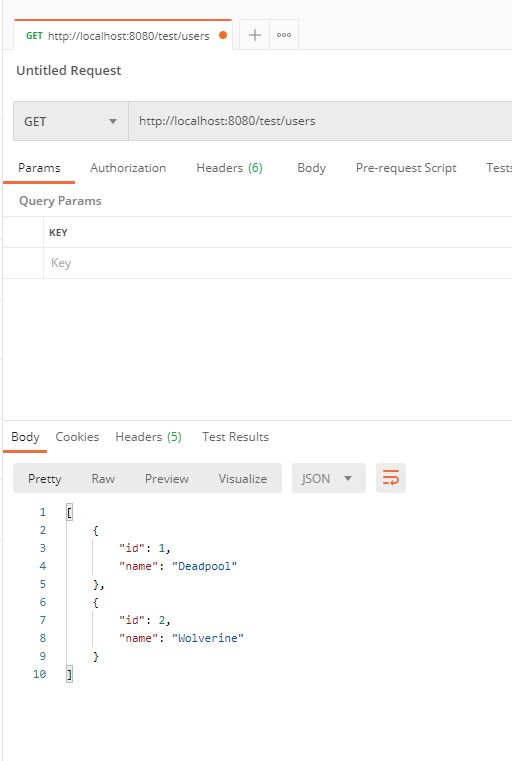 GET http://localhost:8080/test/users
Untitled Request
GET http://localhost:8080/test/users
Params Authorization Headers (6) Body Pre-request Script Tests
Query Params
KEY
Key
Body Cookies Headers (5) Test Results
Pretty Raw Preview Visualize JSON
1 [
2 {
3 "id": 1,
4 "name": "Deadpool"
5 },
6 {
7 "id": 2,
8 "name": "Wolverine"
9 }
10 ]